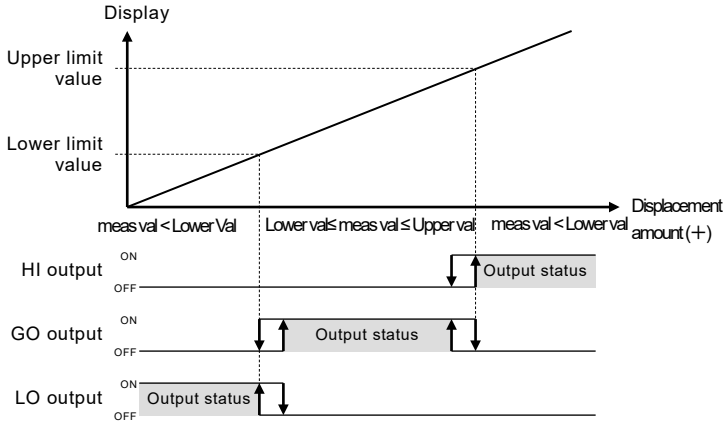 Display
Upper limit
value
Lower limit
value
Displacement
amount(+)
meas val < Lower Val
Lower val≤ meas val ≤ Upper val
meas val < Lower val
HI output
ON
OFF
Output status
GO output
ON
OFF
Output status
LO output
ON
OFF
Output status